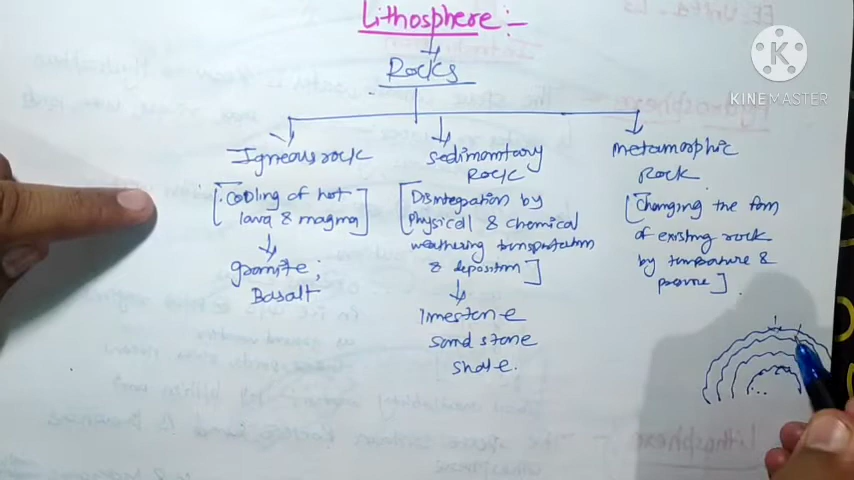 Lithosphere:-
Rocks
Igneous rock
[Cooling of hot
lava & magma]
granite;
Basalt
Sedimomtary
Rock
[Disintegration by
physical & chemical
weathering transportation
& deposition]
limestone
sand stone
shale.
metamorphic
Rock
[Changing the form
of existing rock
by temperature &
pressure]
KINEMASTER